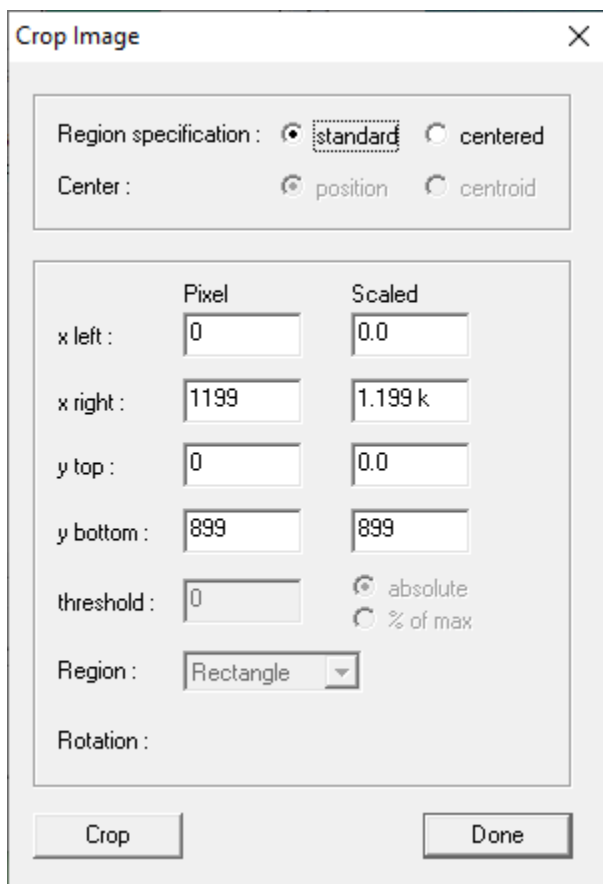 Crop Image
Region specification : standard centered
Center : position centroid
Pixel Scaled
x left : 0 0.0
x right : 1199 1.199 k
y top : 0 0.0
y bottom : 899 899
threshold : 0 absolute
% of max
Region : Rectangle
Rotation :
Crop Done